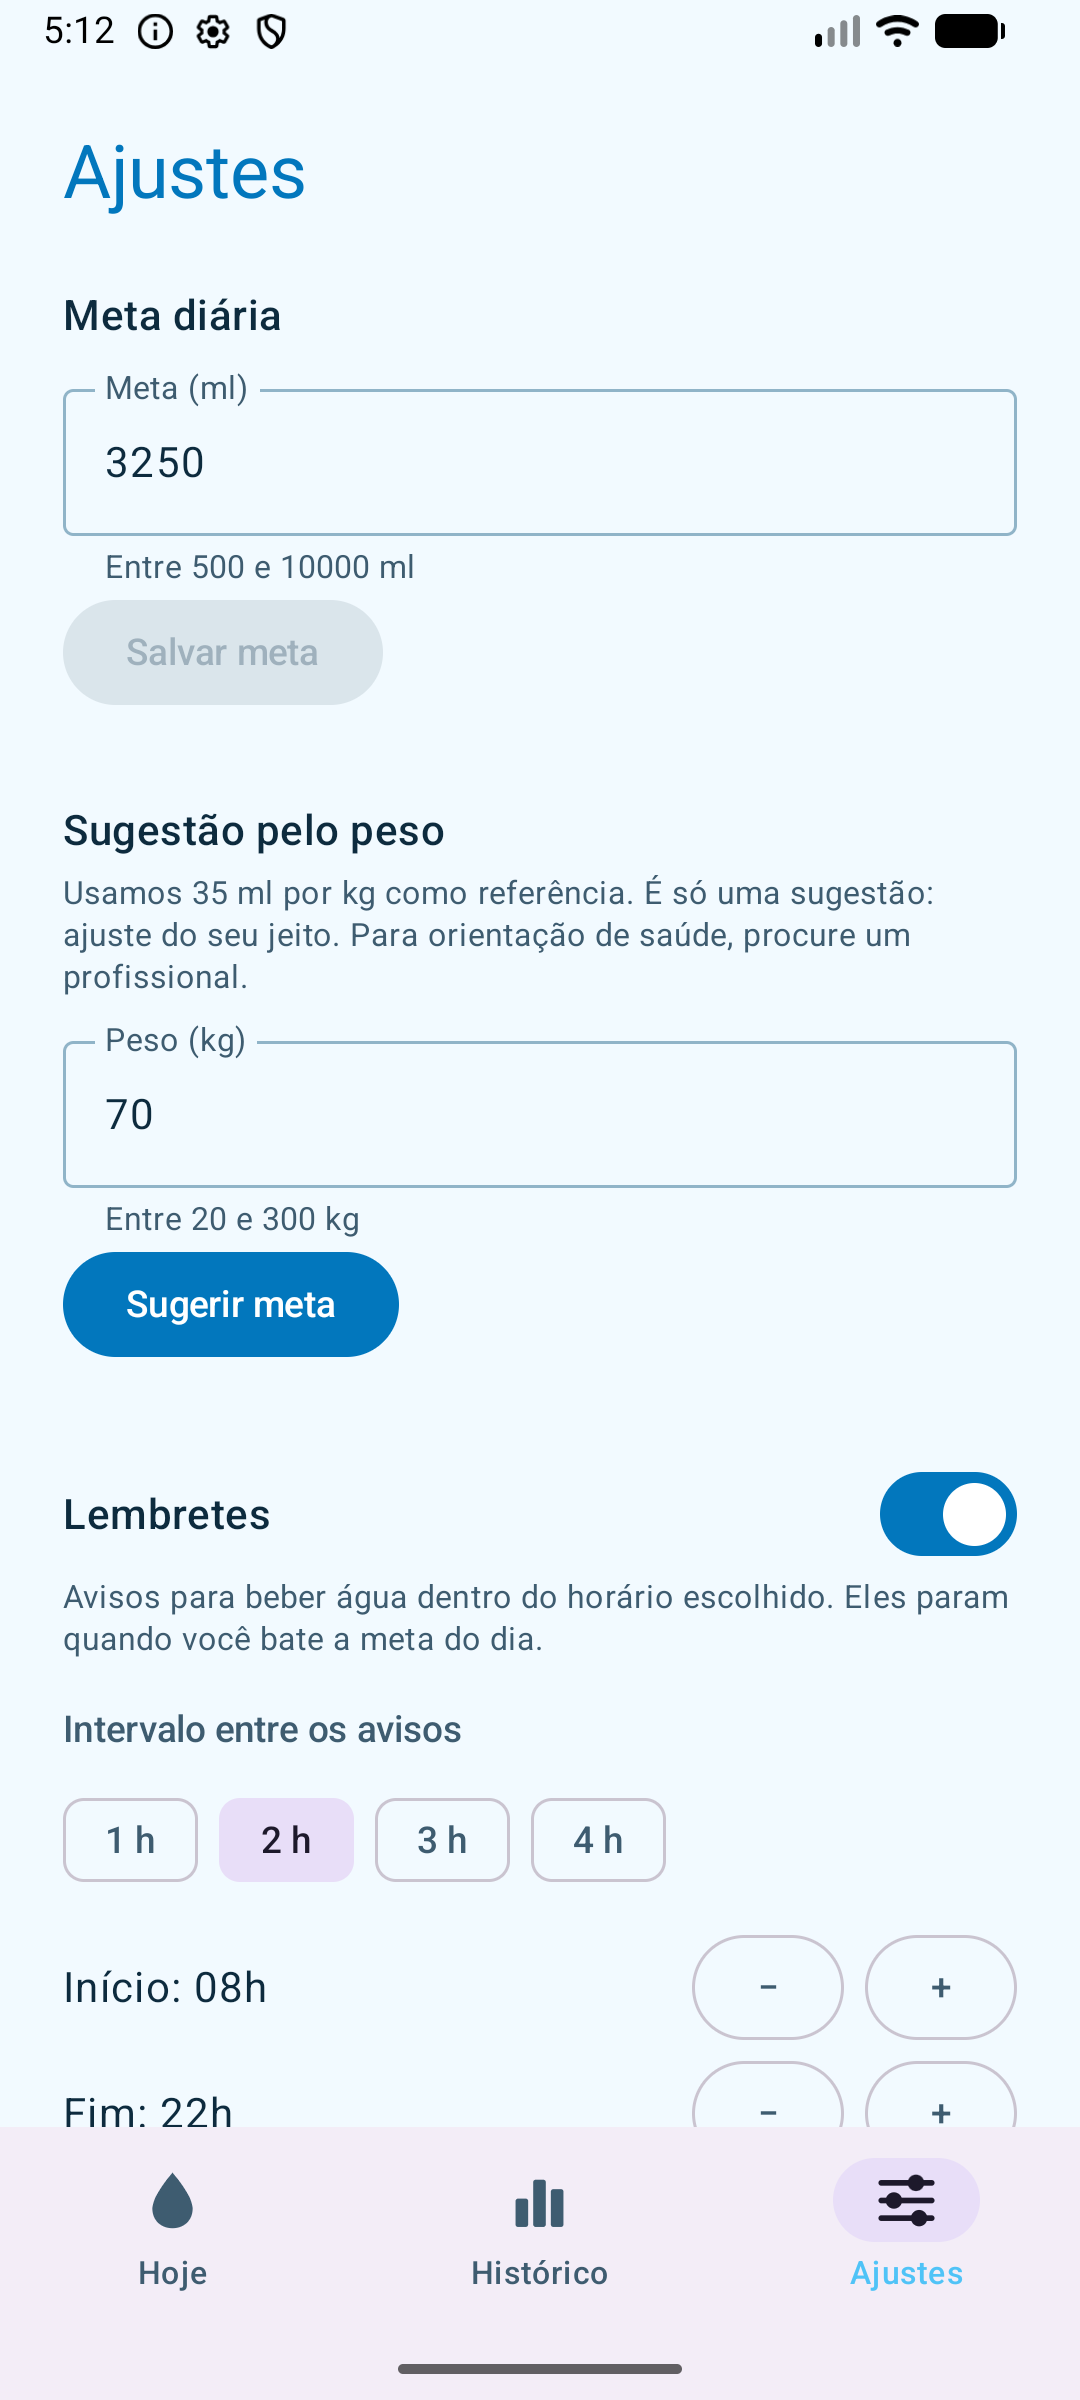 5:12
Ajustes
Meta diária
Meta (ml)
3250
Entre 500 e 10000 ml
Salvar meta
Sugestão pelo peso
Usamos 35 ml por kg como referência. É só uma sugestão:
ajuste do seu jeito. Para orientação de saúde, procure um
profissional.
Peso (kg)
70
Entre 20 e 300 kg
Sugerir meta
Lembretes
Avisos para beber água dentro do horário escolhido. Eles param
quando você bate a meta do dia.
Intervalo entre os avisos
1 h 2 h 3 h 4 h
Início: 08h − +
Fim: 22h − +
Hoje Histórico Ajustes